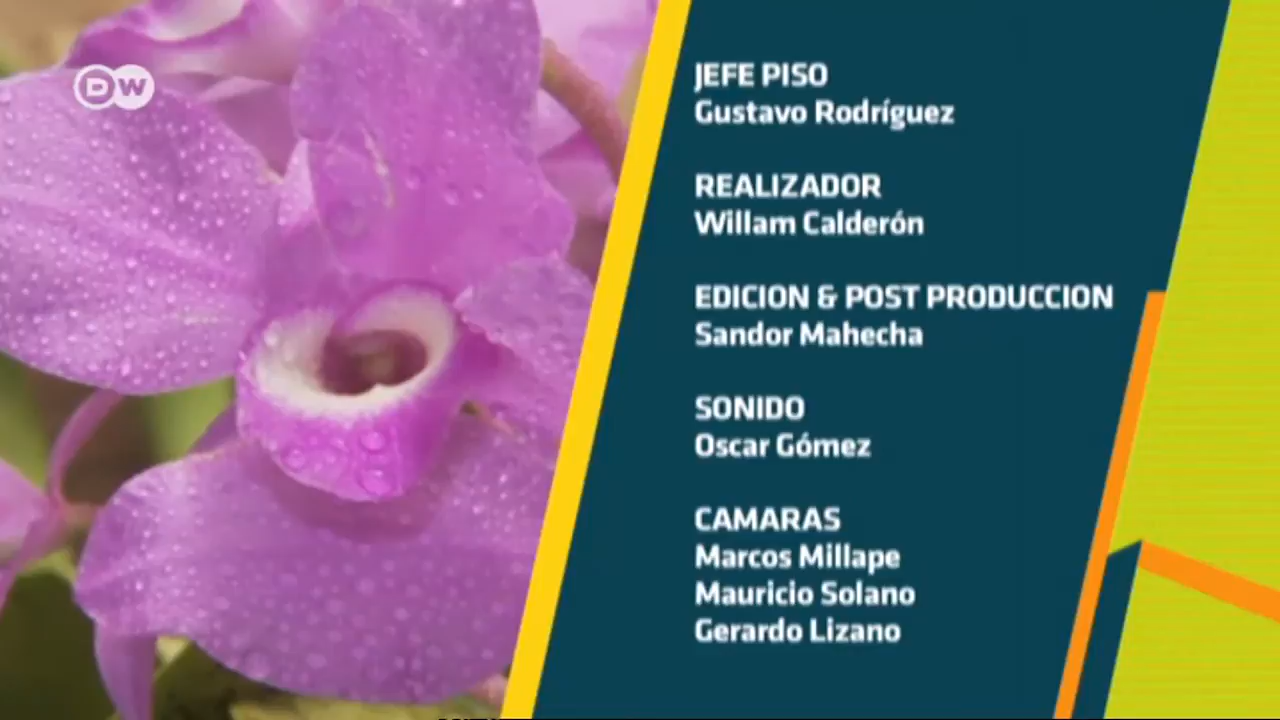 DW
JEFE PISO
Gustavo Rodríguez
REALIZADOR
Willam Calderón
EDICION & POST PRODUCCION
Sandor Mahecha
SONIDO
Oscar Gómez
CAMARAS
Marcos Millape
Mauricio Solano
Gerardo Lizano